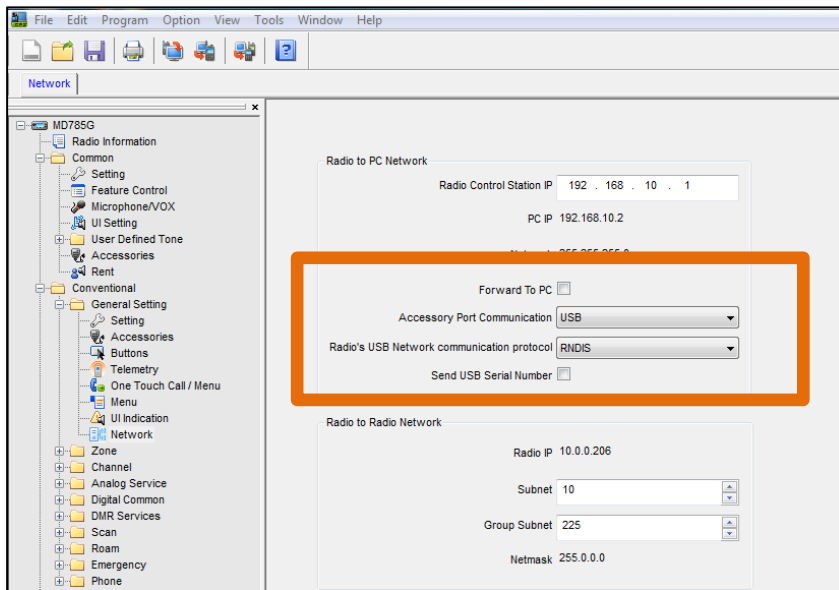 File Edit Program Option View Tools Window Help
Network
MD785G
Radio Information
Common
Setting
Feature Control
Microphone/VOX
UI Setting
User Defined Tone
Accessories
Rent
Conventional
General Setting
Setting
Accessories
Buttons
Telemetry
One Touch Call / Menu
Menu
UI Indication
Network
Zone
Channel
Analog Service
Digital Common
DMR Services
Scan
Roam
Emergency
Phone
Radio to PC Network
Radio Control Station IP 192 . 168 . 10 . 1
PC IP 192.168.10.2
Forward To PC
Accessory Port Communication USB
Radio's USB Network communication protocol RNDIS
Send USB Serial Number
Radio to Radio Network
Radio IP 10.0.0.206
Subnet 10
Group Subnet 225
Netmask 255.0.0.0